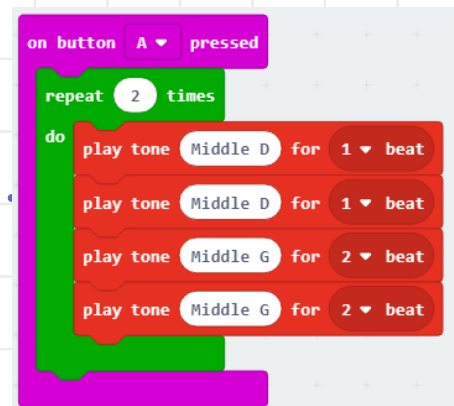 on button A pressed
repeat 2 times
do
play tone Middle D for 1 beat
play tone Middle D for 1 beat
play tone Middle G for 2 beat
play tone Middle G for 2 beat